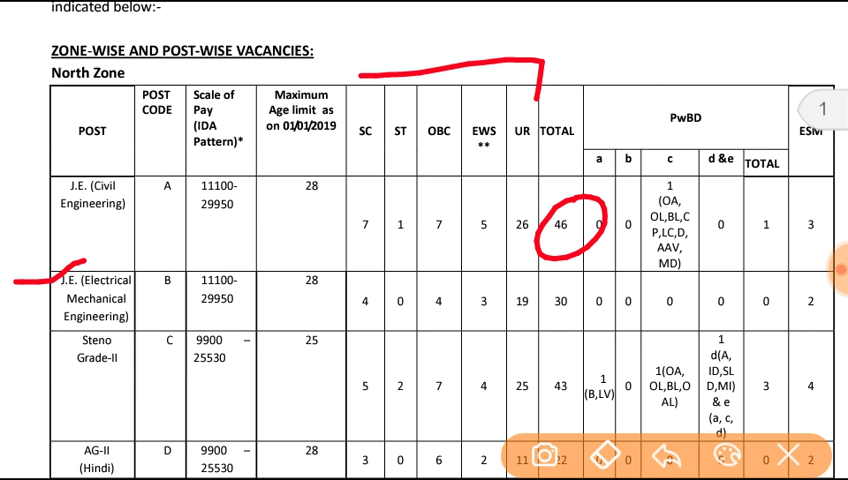 indicated below:-
ZONE-WISE AND POST-WISE VACANCIES:
North Zone
POST POST CODE Scale of Pay (IDA Pattern)* Maximum Age limit as on 01/01/2019 SC ST OBC EWS ** UR TOTAL PwBD ESM
a b c d &e TOTAL
J.E. (Civil Engineering) A 11100-29950 28 7 1 7 5 26 46 0 0 1 (OA, OL,BL,C P,LC,D, AAV, MD) 0 1 3
J.E. (Electrical Mechanical Engineering) B 11100-29950 28 4 0 4 3 19 30 0 0 0 0 0 2
Steno Grade-II C 9900 – 25530 25 5 2 7 4 25 43 1 (B,LV) 0 1(OA, OL,BL,O AL) 1 d(A, ID,SL D,MI) & e (a, c, d) 3 4
AG-II (Hindi) D 9900 – 25530 28 3 0 6 2 11 22 0 0 0 2
1